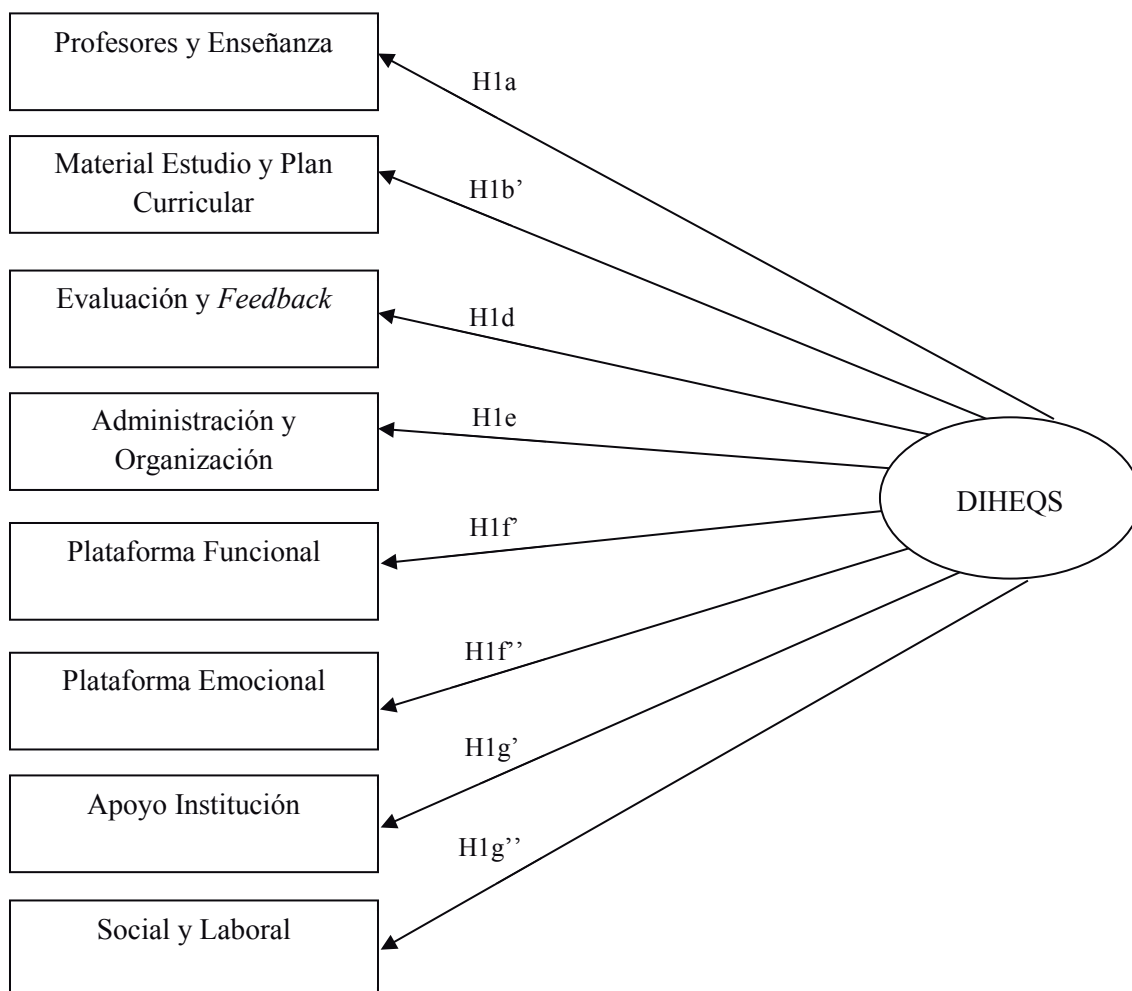 Profesores y Enseñanza
H1a
Material Estudio y Plan
Curricular
H1b’
Evaluación y Feedback
H1d
Administración y
Organización
H1e
Plataforma Funcional
H1f’
Plataforma Emocional
H1f’’
Apoyo Institución
H1g’
Social y Laboral
H1g’’
DIHEQS